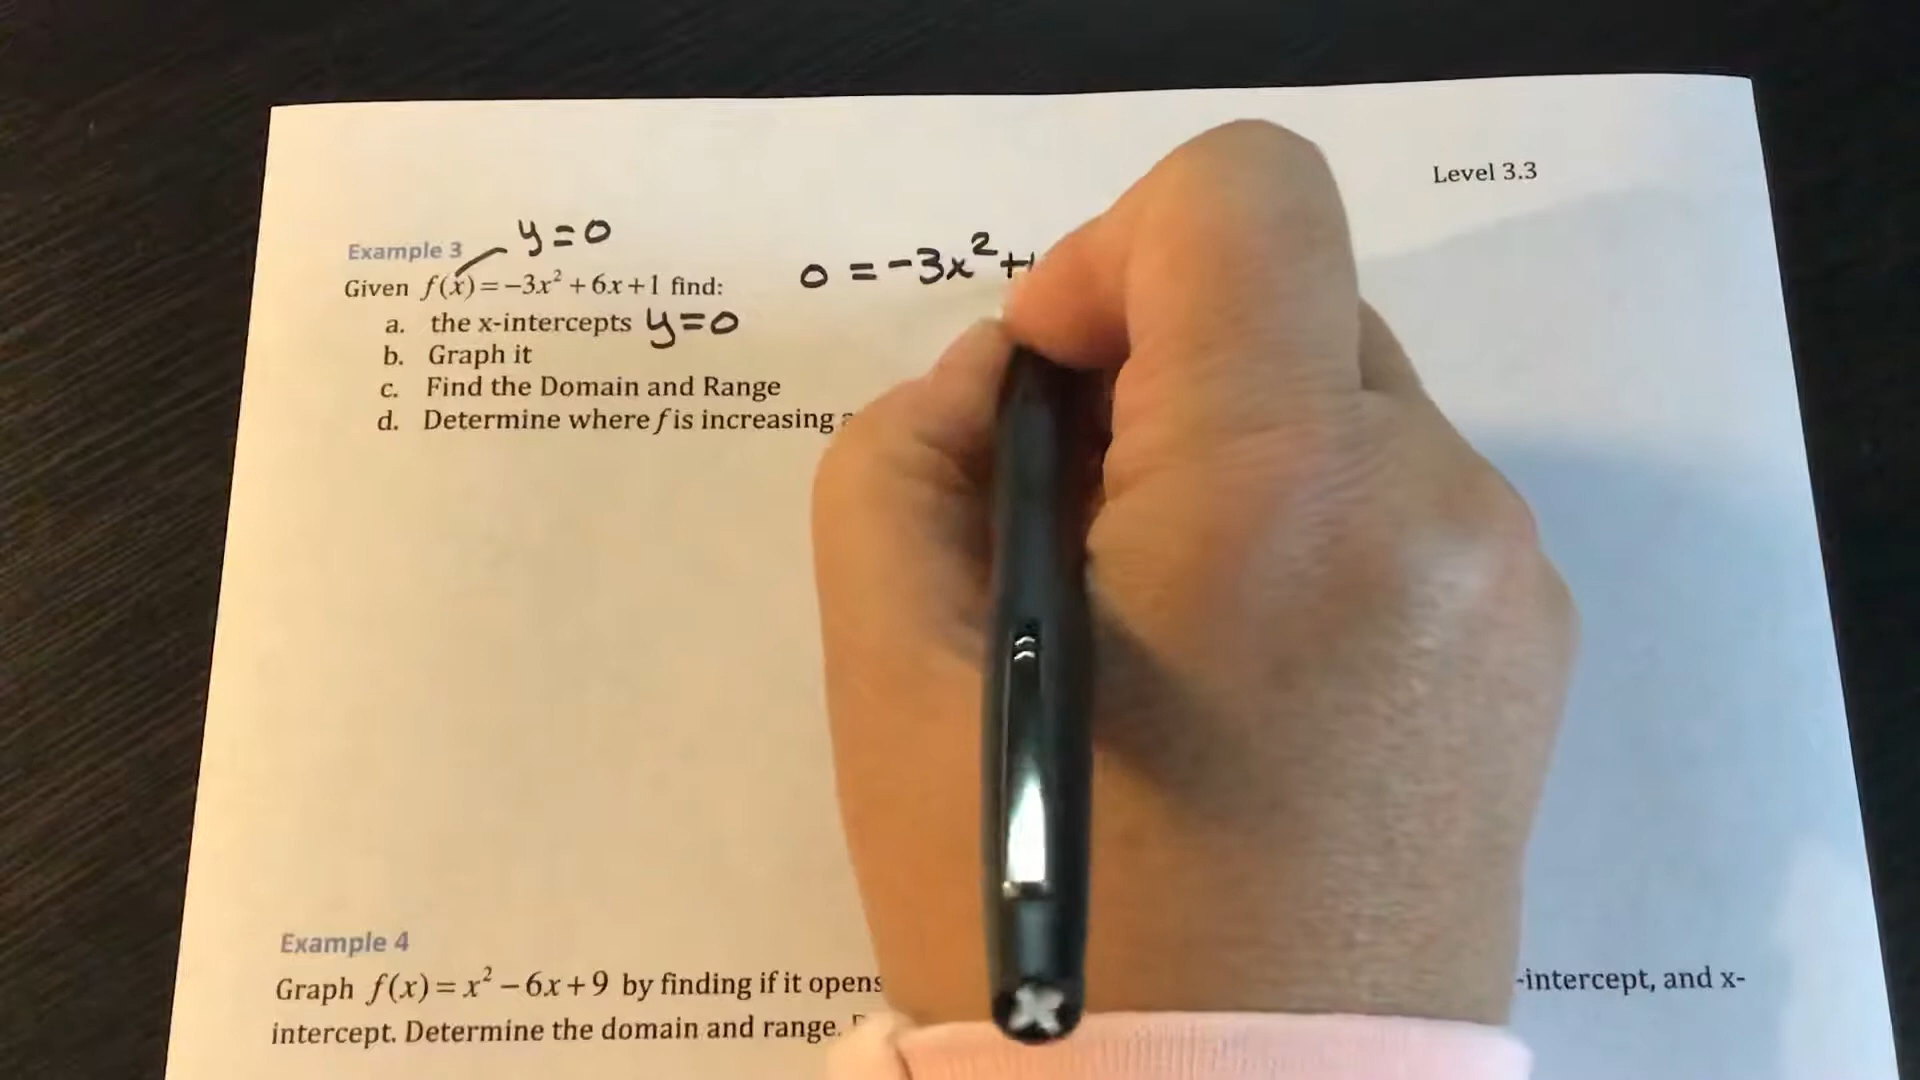 Level 3.3
Example 3 y=0
Given f(x)=−3x²+6x+1 find:
0 = -3x²+
a. the x-intercepts y=0
b. Graph it
c. Find the Domain and Range
d. Determine where f is increasing
Example 4
Graph f(x)=x²−6x+9 by finding if it opens -intercept, and x-
intercept. Determine the domain and range.